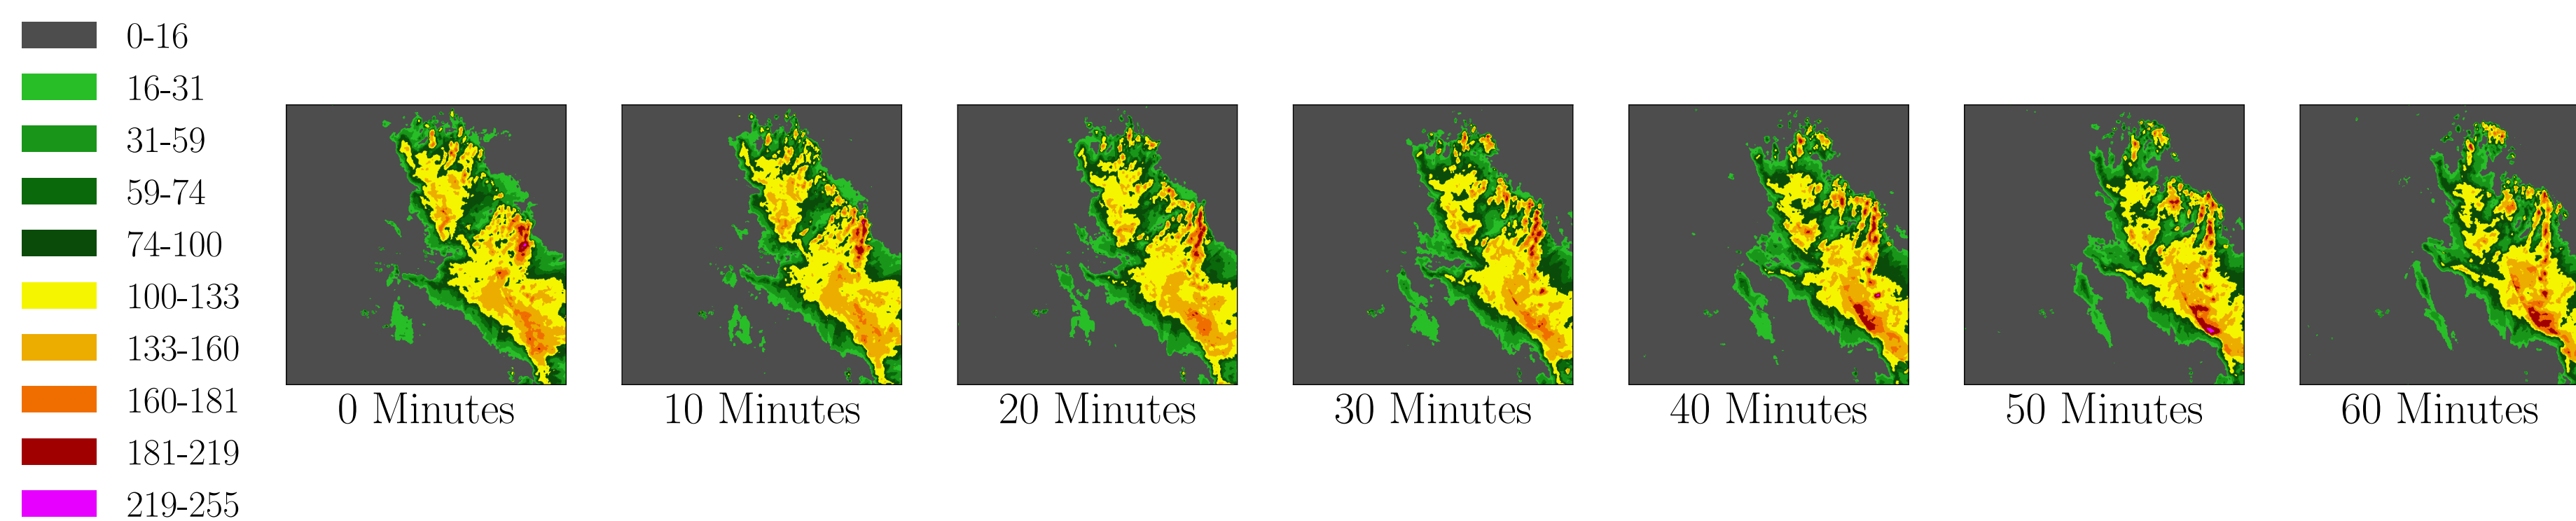 0-16
16-31
31-59
59-74
74-100
100-133
133-160
160-181
181-219
219-255
0 Minutes
10 Minutes
20 Minutes
30 Minutes
40 Minutes
50 Minutes
60 Minutes